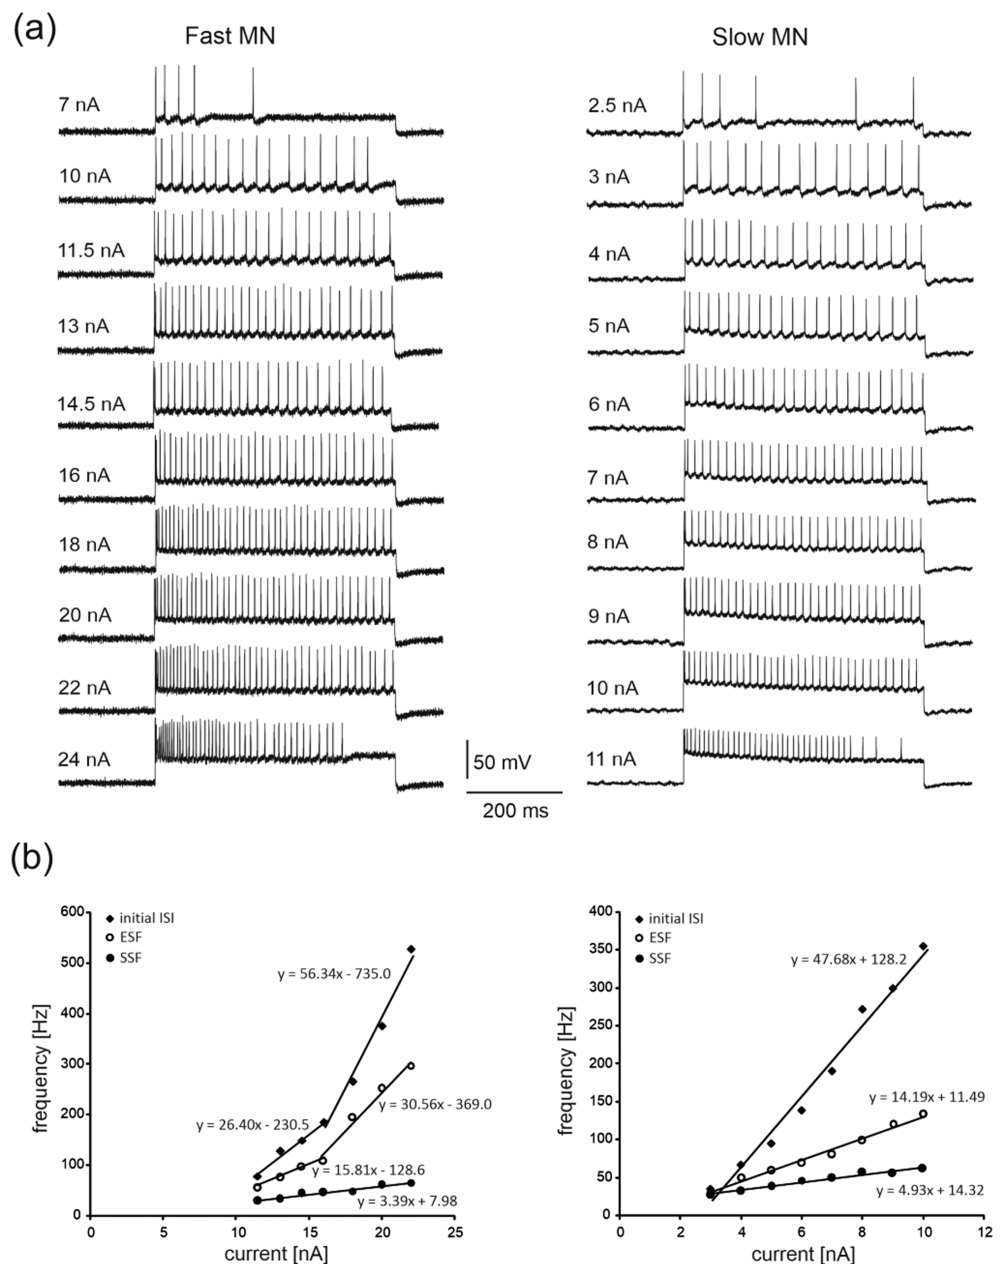 (a)
Fast MN
7 nA
10 nA
11.5 nA
13 nA
14.5 nA
16 nA
18 nA
20 nA
22 nA
24 nA
50 mV
200 ms
Slow MN
2.5 nA
3 nA
4 nA
5 nA
6 nA
7 nA
8 nA
9 nA
10 nA
11 nA
(b)
frequency [Hz]
600
500
400
300
200
100
0
initial ISI
ESF
SSF
y = 56.34x - 735.0
y = 26.40x - 230.5
y = 30.56x - 369.0
y = 15.81x - 128.6
y = 3.39x + 7.98
0 5 10 15 20 25
current [nA]
frequency [Hz]
400
350
300
250
200
150
100
50
0
initial ISI
ESF
SSF
y = 47.68x + 128.2
y = 14.19x + 11.49
y = 4.93x + 14.32
0 2 4 6 8 10 12
current [nA]